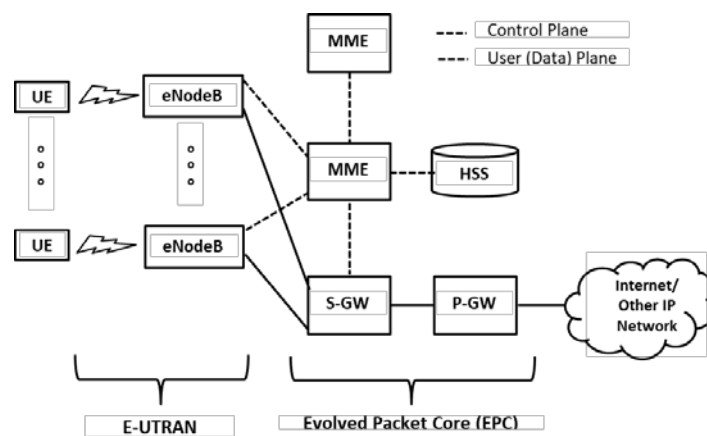 MME
Control Plane
User (Data) Plane
UE
eNodeB
MME
HSS
UE
eNodeB
S-GW
P-GW
Internet/
Other IP
Network
E-UTRAN
Evolved Packet Core (EPC)